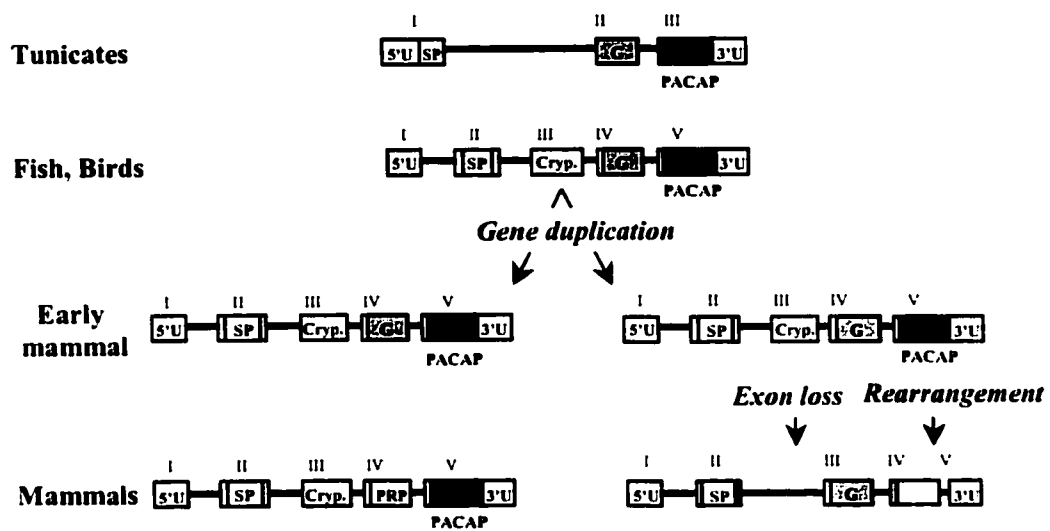 I II III
Tunicates 5'U SP G 3'U
PACAP
I II III IV V
Fish, Birds 5'U SP Cryp. G 3'U
PACAP
Gene duplication
I II III IV V I II III IV V
Early
mammal
5'U SP Cryp. G 3'U 5'U SP Cryp. G 3'U
PACAP PACAP
Exon loss Rearrangement
I II III IV V I II III IV V
Mammals 5'U SP Cryp. PRP 3'U 5'U SP G 3'U
PACAP